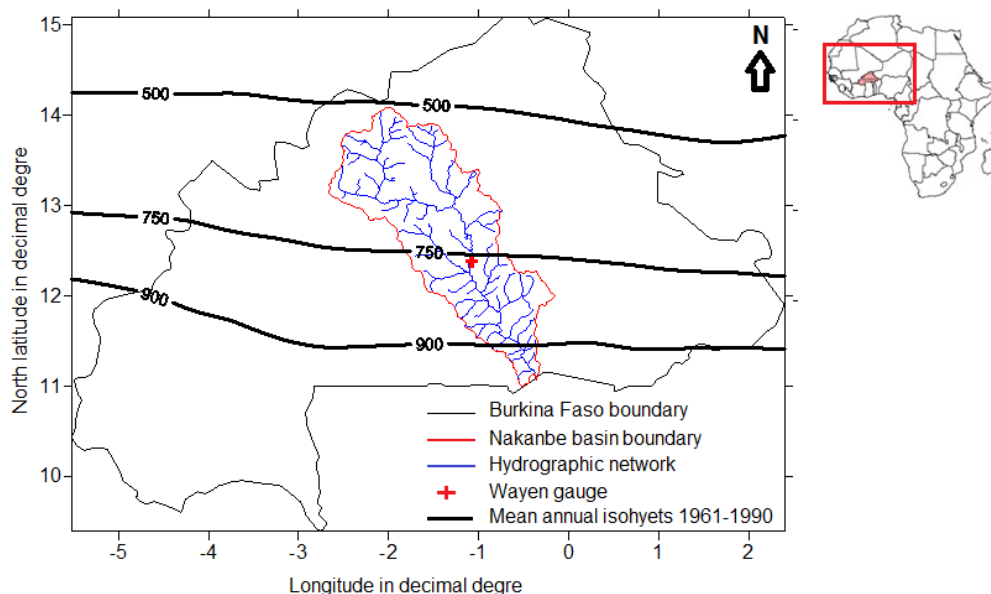 15
14
13
12
11
10
North latitude in decimal degre
500
500
N
750
750
900
900
Burkina Faso boundary
Nakanbe basin boundary
Hydrographic network
Wayen gauge
Mean annual isohyets 1961-1990
-5
-4
-3
-2
-1
0
1
2
Longitude in decimal degre